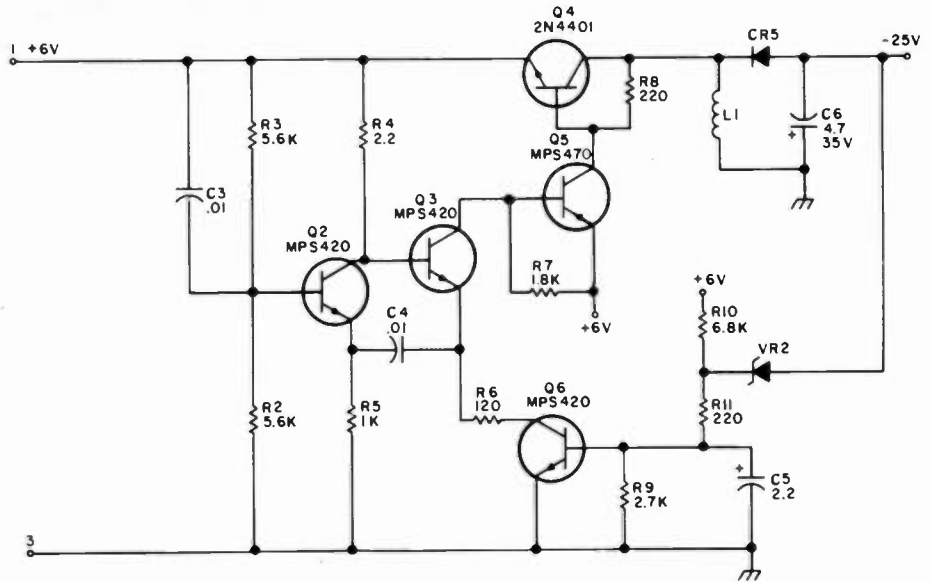 1 +6V
Q4
2N4401
CR5
-25V
R3
5.6K
R4
2.2
R8
220
L1
C6
4.7
35V
+
C3
.01
Q5
MPS470
Q2
MPS420
Q3
MPS420
R7
1.8K
+6V
+6V
R10
6.8K
VR2
C4
.01
R2
5.6K
R5
1K
R6
120
Q6
MPS420
R11
220
R9
2.7K
+
C5
2.2
3